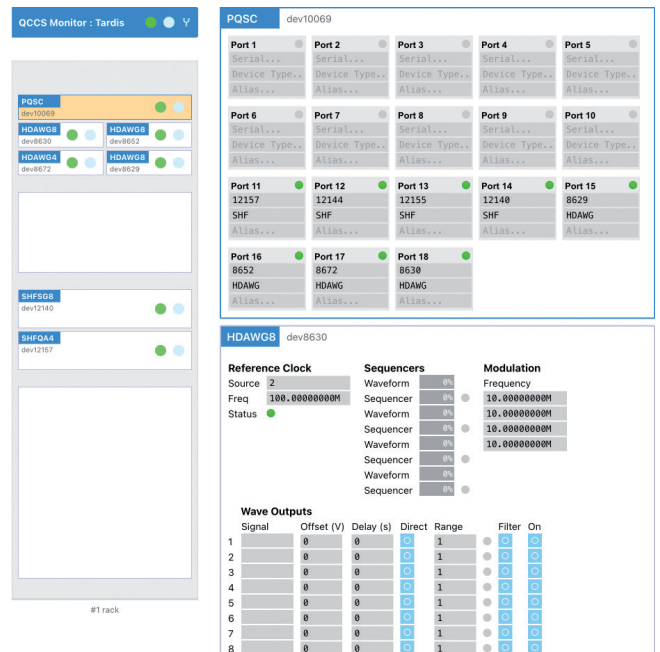 QCCS Monitor : Tardis
PQSC
dev10069
HDAWG8
dev8630
HDAWG8
dev8652
HDAWG4
dev8672
HDAWG8
dev8629
SHFSG8
dev12140
SHFQA4
dev12157
#1 rack
PQSC dev10069
Port 1 Port 2 Port 3 Port 4 Port 5
Serial... Serial... Serial... Serial... Serial...
Device Type.. Device Type.. Device Type.. Device Type.. Device Type..
Alias... Alias... Alias... Alias... Alias...
Port 6 Port 7 Port 8 Port 9 Port 10
Serial... Serial... Serial... Serial... Serial...
Device Type.. Device Type.. Device Type.. Device Type.. Device Type..
Alias... Alias... Alias... Alias... Alias...
Port 11 Port 12 Port 13 Port 14 Port 15
12157 12144 12155 12140 8629
SHF SHF SHF SHF HDAWG
Alias... Alias... Alias... Alias... Alias...
Port 16 Port 17 Port 18
8652 8672 8630
HDAWG HDAWG HDAWG
Alias... Alias... Alias...
HDAWG8 dev8630
Reference Clock Sequencers Modulation
Source 2 Waveform 0% Frequency
Freq 100.00000000M Sequencer 0% 10.00000000M
Status Waveform 0% 10.00000000M
Sequencer 0% 10.00000000M
Waveform 0% 10.00000000M
Sequencer 0%
Waveform 0%
Sequencer 0%
Wave Outputs
Signal Offset (V) Delay (s) Direct Range Filter On
1 0 0 1
2 0 0 1
3 0 0 1
4 0 0 1
5 0 0 1
6 0 0 1
7 0 0 1
8 0 0 1